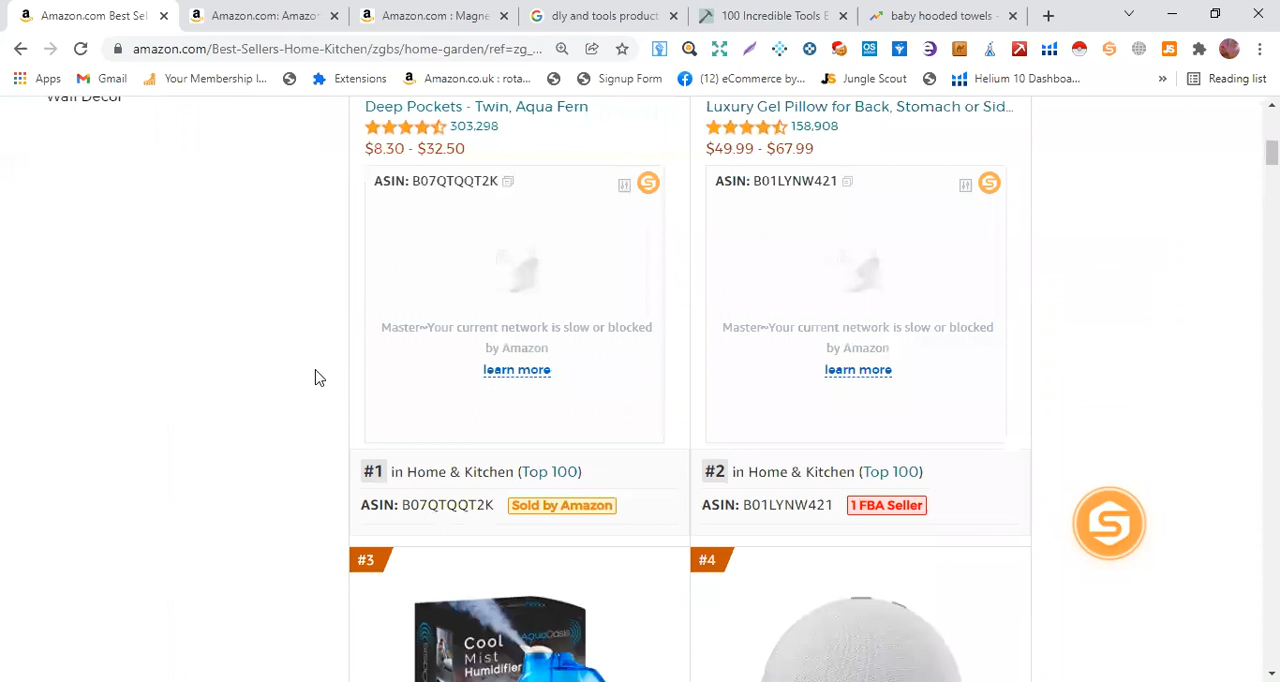 Amazon.com Best Sel
Amazon.com: Amazo
Amazon.com : Magne
dly and tools product
100 Incredible Tools E
baby hooded towels -
amazon.com/Best-Sellers-Home-Kitchen/zgbs/home-garden/ref=zg_...
Apps
Gmail
Your Membership I...
Extensions
Amazon.co.uk : rota...
Signup Form
(12) eCommerce by...
Jungle Scout
Helium 10 Dashboa...
»
Reading list
Wall Decor
Deep Pockets - Twin, Aqua Fern
303,298
$8.30 - $32.50
ASIN: B07QTQQT2K
Master~Your current network is slow or blocked
by Amazon
learn more
#1 in Home & Kitchen (Top 100)
ASIN: B07QTQQT2K Sold by Amazon
Luxury Gel Pillow for Back, Stomach or Sid...
158,908
$49.99 - $67.99
ASIN: B01LYNW421
Master~Your current network is slow or blocked
by Amazon
learn more
#2 in Home & Kitchen (Top 100)
ASIN: B01LYNW421 1 FBA Seller
#3
Cool
Mist
Humidifier
AquaOasis
#4